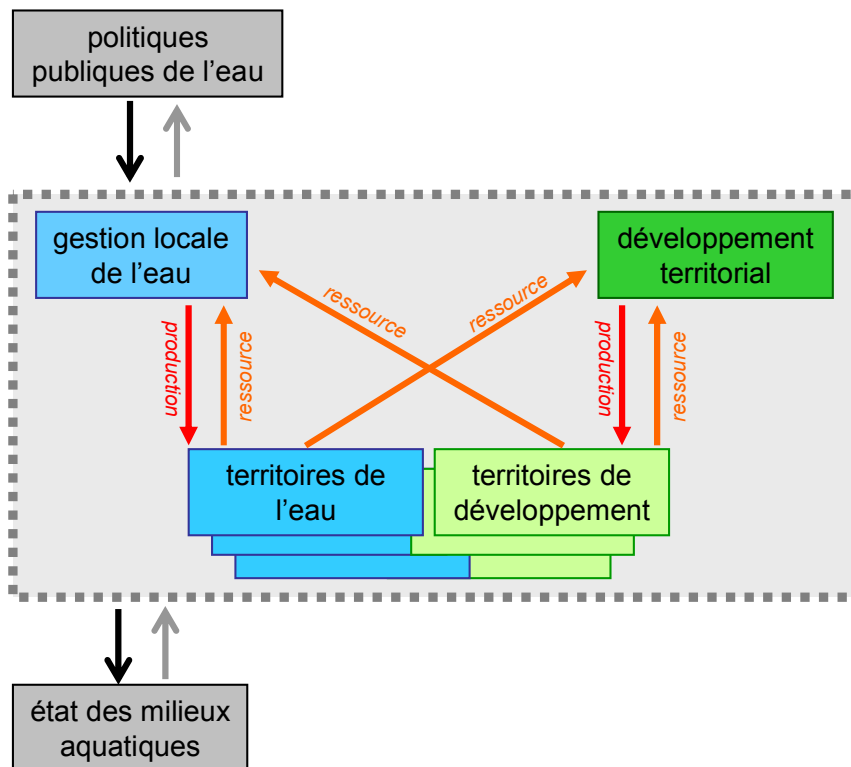 politiques
publiques de l'eau
gestion locale
de l'eau
développement
territorial
ressource
ressource
production
ressource
production
ressource
territoires de
l'eau
territoires de
développement
état des milieux
aquatiques